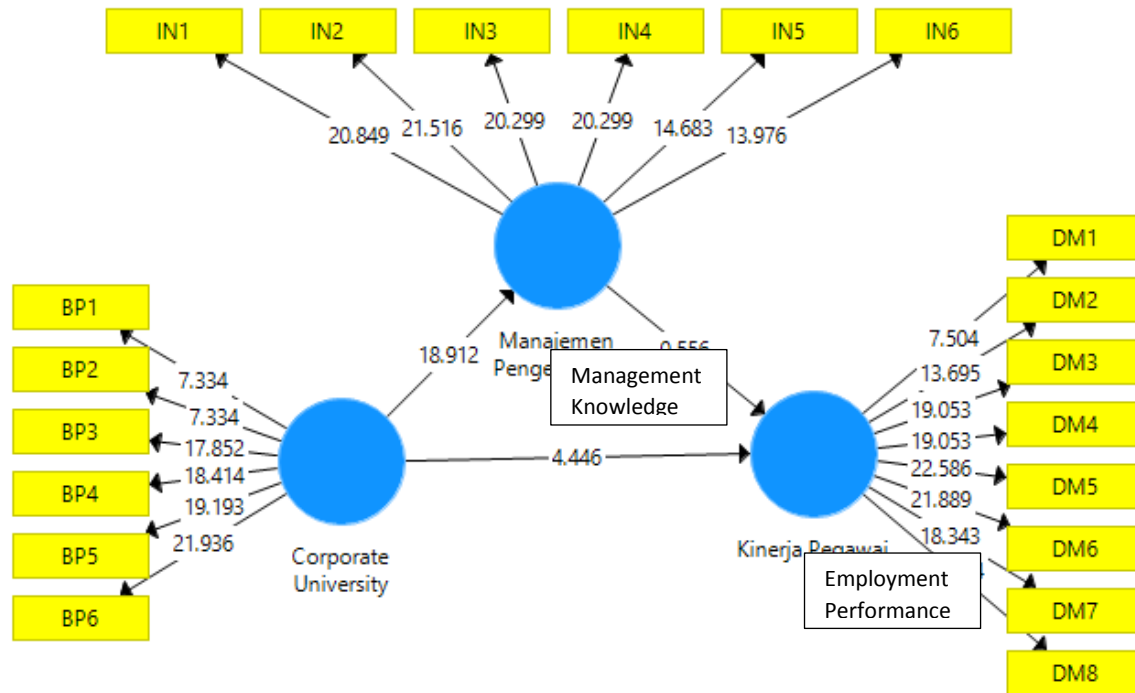 IN1 IN2 IN3 IN4 IN5 IN6
20.849 21.516 20.299 20.299 14.683 13.976
DM1
DM2
DM3
DM4
DM5
DM6
DM7
DM8
7.504
13.695
19.053
19.053
22.586
21.889
18.343
BP1
BP2
BP3
BP4
BP5
BP6
7.334
7.334
17.852
18.414
19.193
21.936
18.912
Manajemen
4.446
Management
Knowledge
Corporate
University
Kinerja Pegawai
Employment
Performance